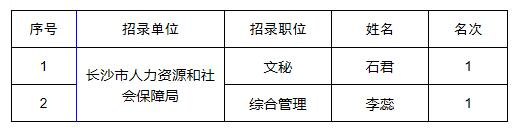 序号 招录单位 招录职位 姓名 名次
1 长沙市人力资源和社会保障局 文秘 石君 1
2 综合管理 李蕊 1